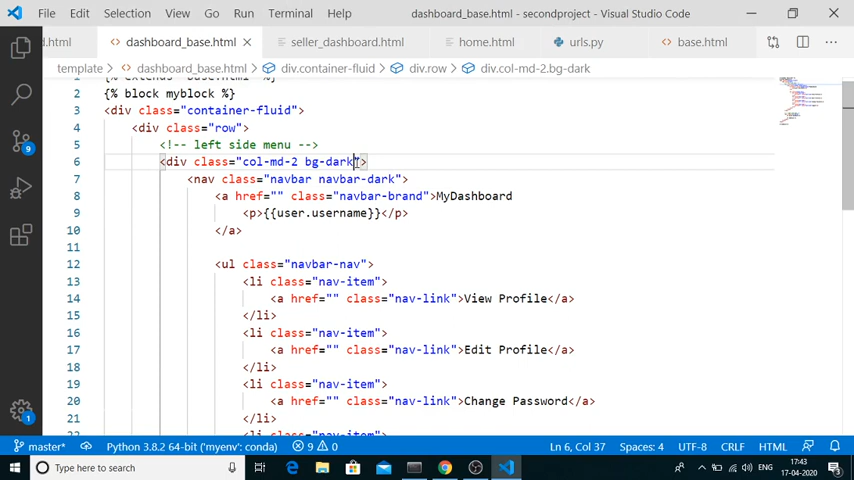 File Edit Selection View Go Run Terminal Help dashboard_base.html - secondproject - Visual Studio Code
d.html dashboard_base.html seller_dashboard.html home.html urls.py base.html
template > dashboard_base.html > div.container-fluid > div.row > div.col-md-2.bg-dark
2 {% block myblock %}
3 <div class="container-fluid">
4 <div class="row">
5 <!-- left side menu -->
6 <div class="col-md-2 bg-dark">
7 <nav class="navbar navbar-dark">
8 <a href="" class="navbar-brand">MyDashboard
9 <p>{{user.username}}</p>
10 </a>
11
12 <ul class="navbar-nav">
13 <li class="nav-item">
14 <a href="" class="nav-link">View Profile</a>
15 </li>
16 <li class="nav-item">
17 <a href="" class="nav-link">Edit Profile</a>
18 </li>
19 <li class="nav-item">
20 <a href="" class="nav-link">Change Password</a>
21 </li>
9
1
master* Python 3.8.2 64-bit ('myenv': conda) 9 0 Ln 6, Col 37 Spaces: 4 UTF-8 CRLF HTML
Type here to search ENG 17:43 17-04-2020 3